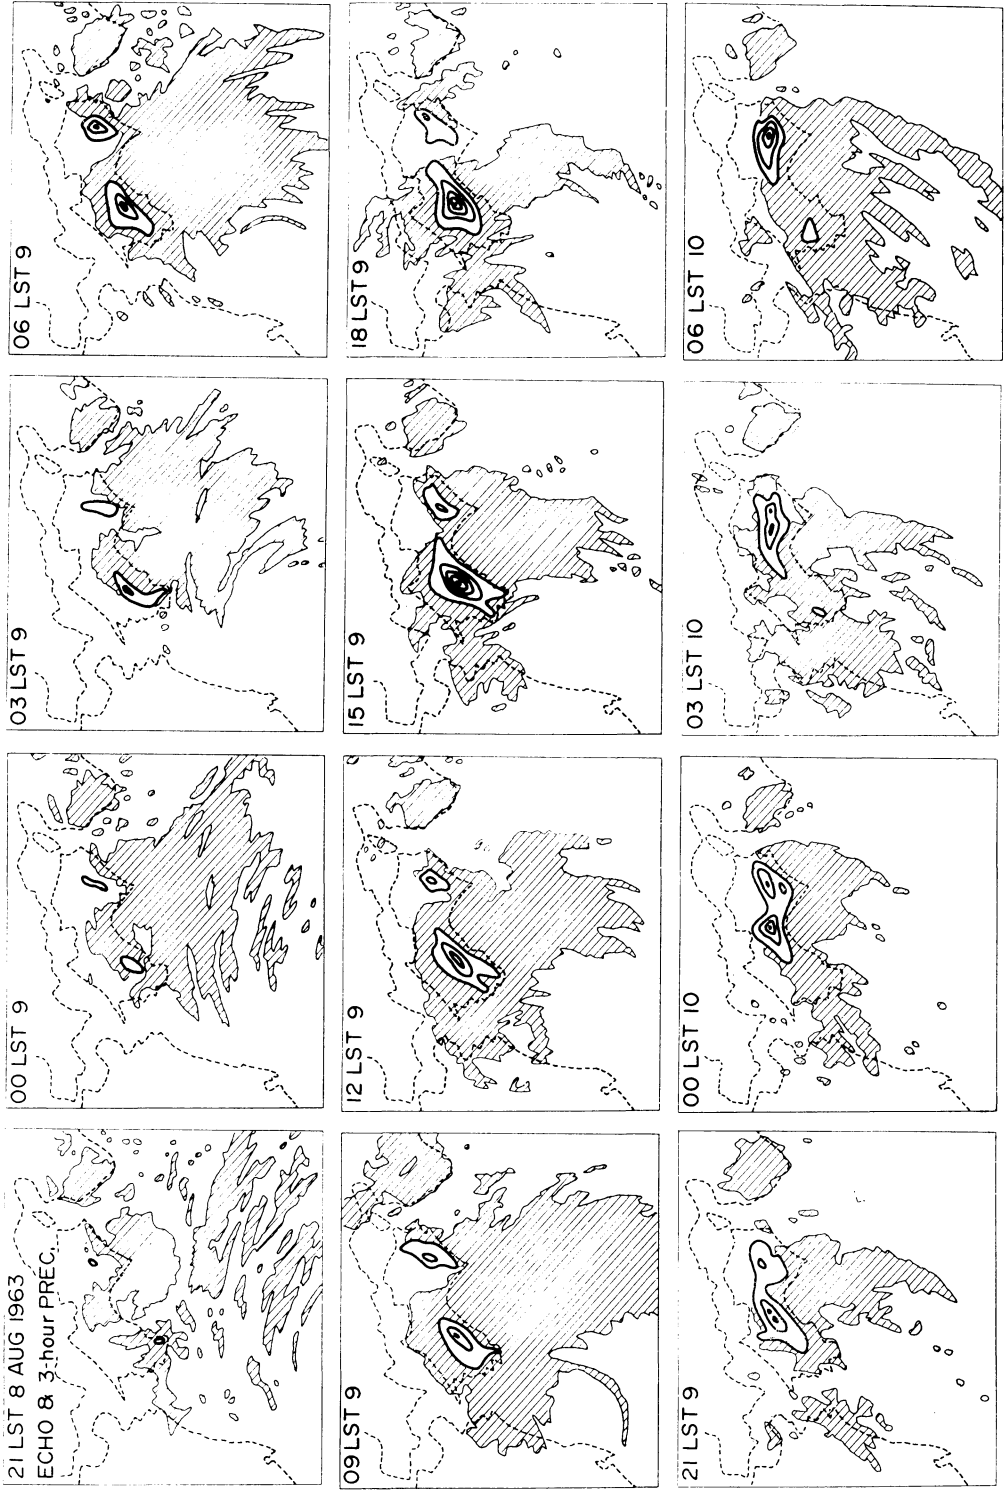 21 LST 8 AUG 1963
ECHO & 3-hour PREC.
00 LST 9
03 LST 9
06 LST 9
09 LST 9
12 LST 9
15 LST 9
18 LST 9
21 LST 9
00 LST 10
03 LST 10
06 LST 10